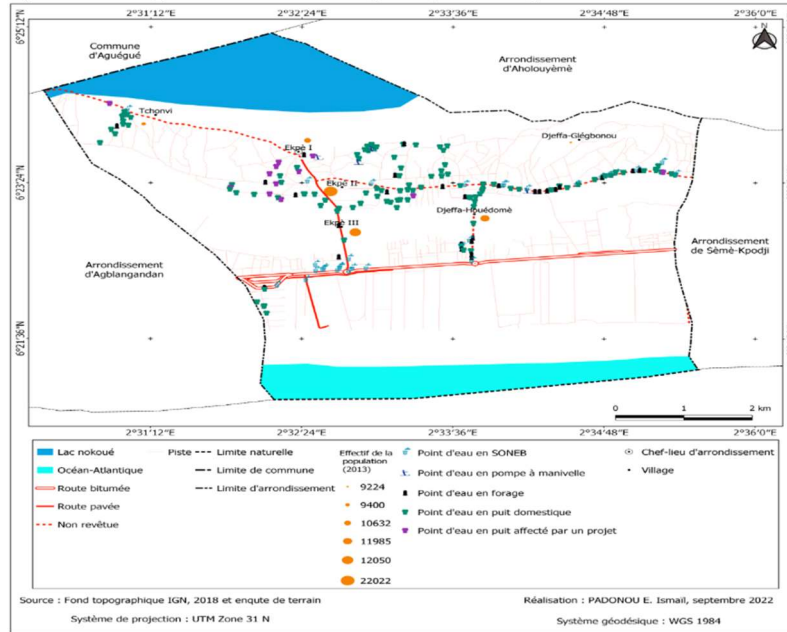 2°31'12"E 2°32'24"E 2°33'36"E 2°34'48"E 2°36'0"E
6°25'12"N
N
Commune
d'Aguégué
Arrondissement
d'Aholouyèmè
Tchonvi
Djeffa-Glégbonou
Ekpè I
6°23'24"N
Ekpè II
Djeffa-Houédomè
Ekpè III
Arrondissement
d'Agblangandan
Arrondissement
de Sèmè-Kpodji
6°21'36"N
0 1 2 km
2°31'12"E 2°32'24"E 2°33'36"E 2°34'48"E 2°36'0"E
Lac nokoué
Océan-Atlantique
Route bitumée
Route pavée
Non revêtue
Piste
Limite naturelle
Limite de commune
Limite d'arrondissement
Effectif de la
population
(2013)
9224
9400
10632
11985
12050
22022
Point d'eau en SONEB
Point d'eau en pompe à manivelle
Point d'eau en forage
Point d'eau en puit domestique
Point d'eau en puit affecté par un projet
Chef-lieu d'arrondissement
Village
Source : Fond topographique IGN, 2018 et enqute de terrain
Réalisation : PADONOU E. Ismaïl, septembre 2022
Système de projection : UTM Zone 31 N
Système géodésique : WGS 1984